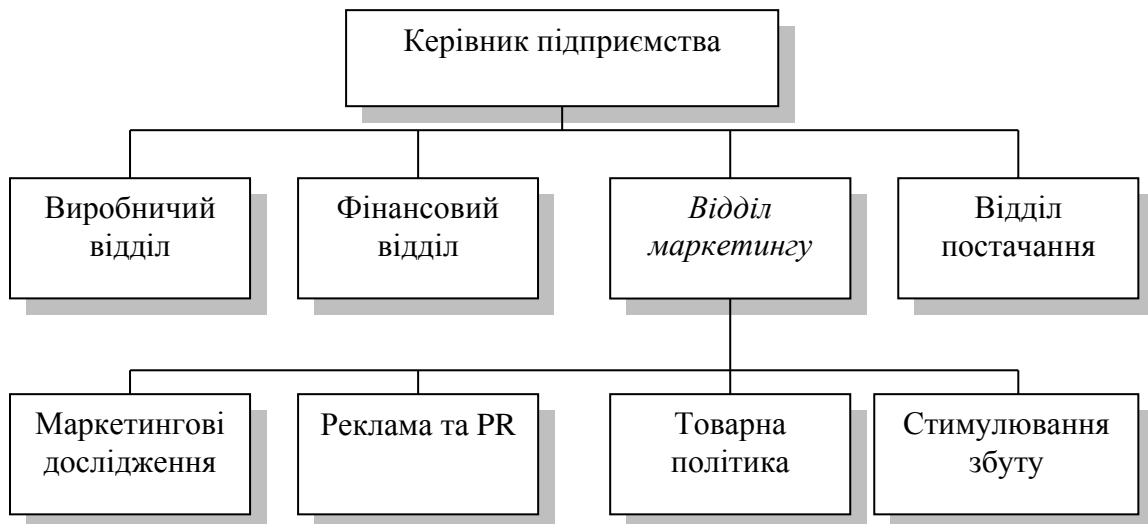 Керівник підприємства
Виробничий
відділ
Фінансовий
відділ
Відділ
маркетингу
Відділ
постачання
Маркетингові
дослідження
Реклама та PR
Товарна
політика
Стимулювання
збуту